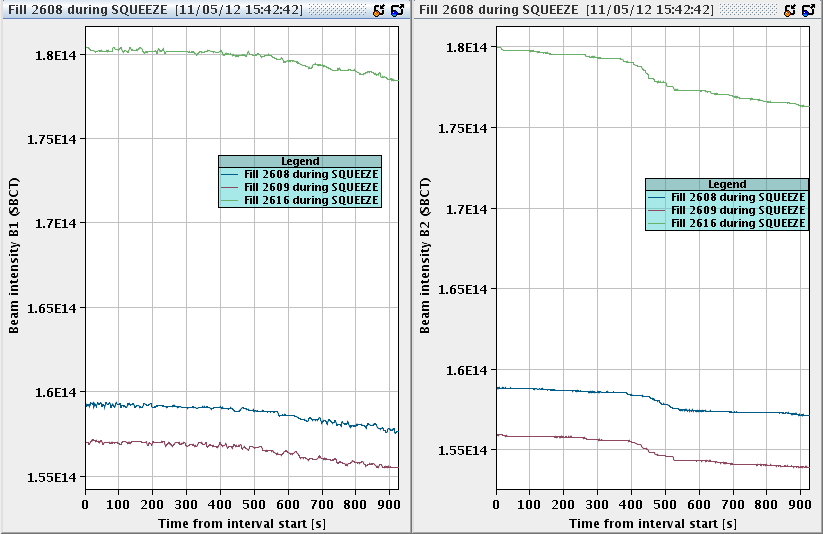 Fill 2608 during SQUEEZE [11/05/12 15:42:42]
1.8E14
1.75E14
1.7E14
1.65E14
1.6E14
1.55E14
Beam intensity B1 (SBCT)
Legend
Fill 2608 during SQUEEZE
Fill 2609 during SQUEEZE
Fill 2616 during SQUEEZE
0 100 200 300 400 500 600 700 800 900
Time from interval start [s]
Fill 2608 during SQUEEZE [11/05/12 15:42:42]
1.8E14
1.75E14
1.7E14
1.65E14
1.6E14
1.55E14
Beam intensity B2 (SBCT)
Legend
Fill 2608 during SQUEEZE
Fill 2609 during SQUEEZE
Fill 2616 during SQUEEZE
0 100 200 300 400 500 600 700 800 900
Time from interval start [s]